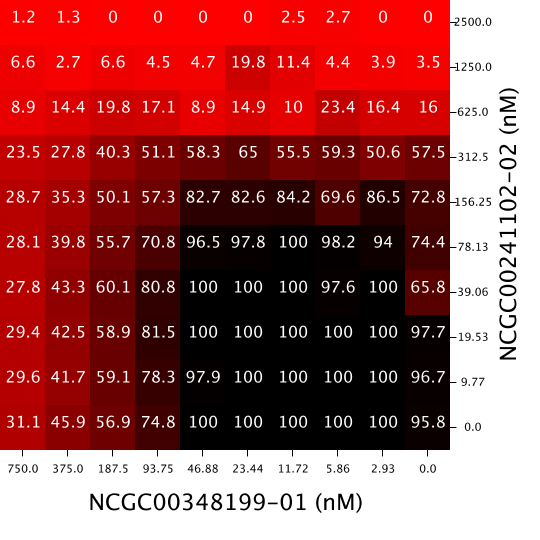 1.2 1.3 0 0 0 0 2.5 2.7 0 0 2500.0
6.6 2.7 6.6 4.5 4.7 19.8 11.4 4.4 3.9 3.5 1250.0
8.9 14.4 19.8 17.1 8.9 14.9 10 23.4 16.4 16 625.0
23.5 27.8 40.3 51.1 58.3 65 55.5 59.3 50.6 57.5 312.5
28.7 35.3 50.1 57.3 82.7 82.6 84.2 69.6 86.5 72.8 156.25
28.1 39.8 55.7 70.8 96.5 97.8 100 98.2 94 74.4 78.13
27.8 43.3 60.1 80.8 100 100 100 97.6 100 65.8 39.06
29.4 42.5 58.9 81.5 100 100 100 100 100 97.7 19.53
29.6 41.7 59.1 78.3 97.9 100 100 100 100 96.7 9.77
31.1 45.9 56.9 74.8 100 100 100 100 100 95.8 0.0
NCGC00241102-02 (nM)
750.0 375.0 187.5 93.75 46.88 23.44 11.72 5.86 2.93 0.0
NCGC00348199-01 (nM)